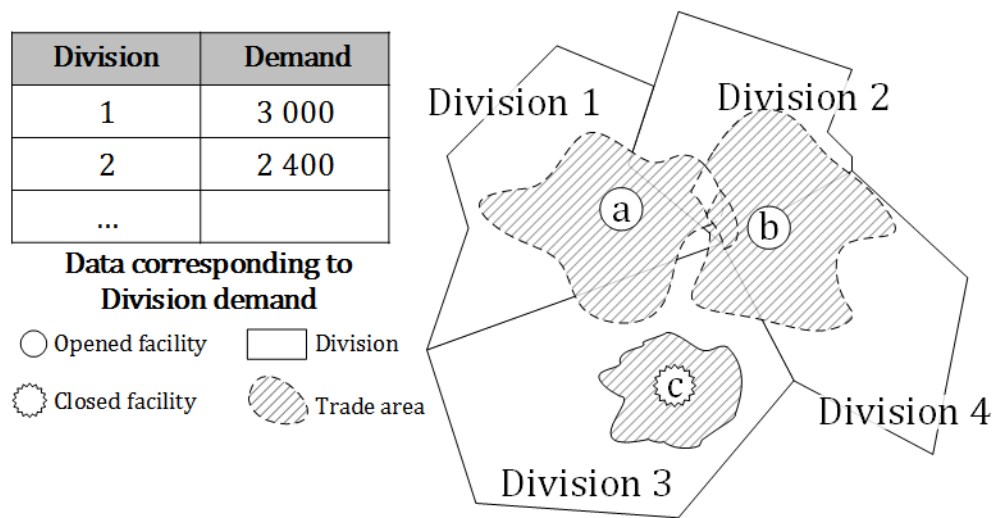 Division Demand
1 3 000
2 2 400
...
Data corresponding to
Division demand
Opened facility
Division
Closed facility
Trade area
Division 1
Division 2
a
b
c
Division 4
Division 3